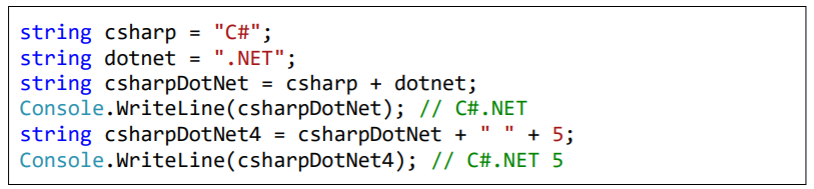 string csharp = "C#";
string dotnet = ".NET";
string csharpDotNet = csharp + dotnet;
Console.WriteLine(csharpDotNet); // C#.NET
string csharpDotNet4 = csharpDotNet + " " + 5;
Console.WriteLine(csharpDotNet4); // C#.NET 5